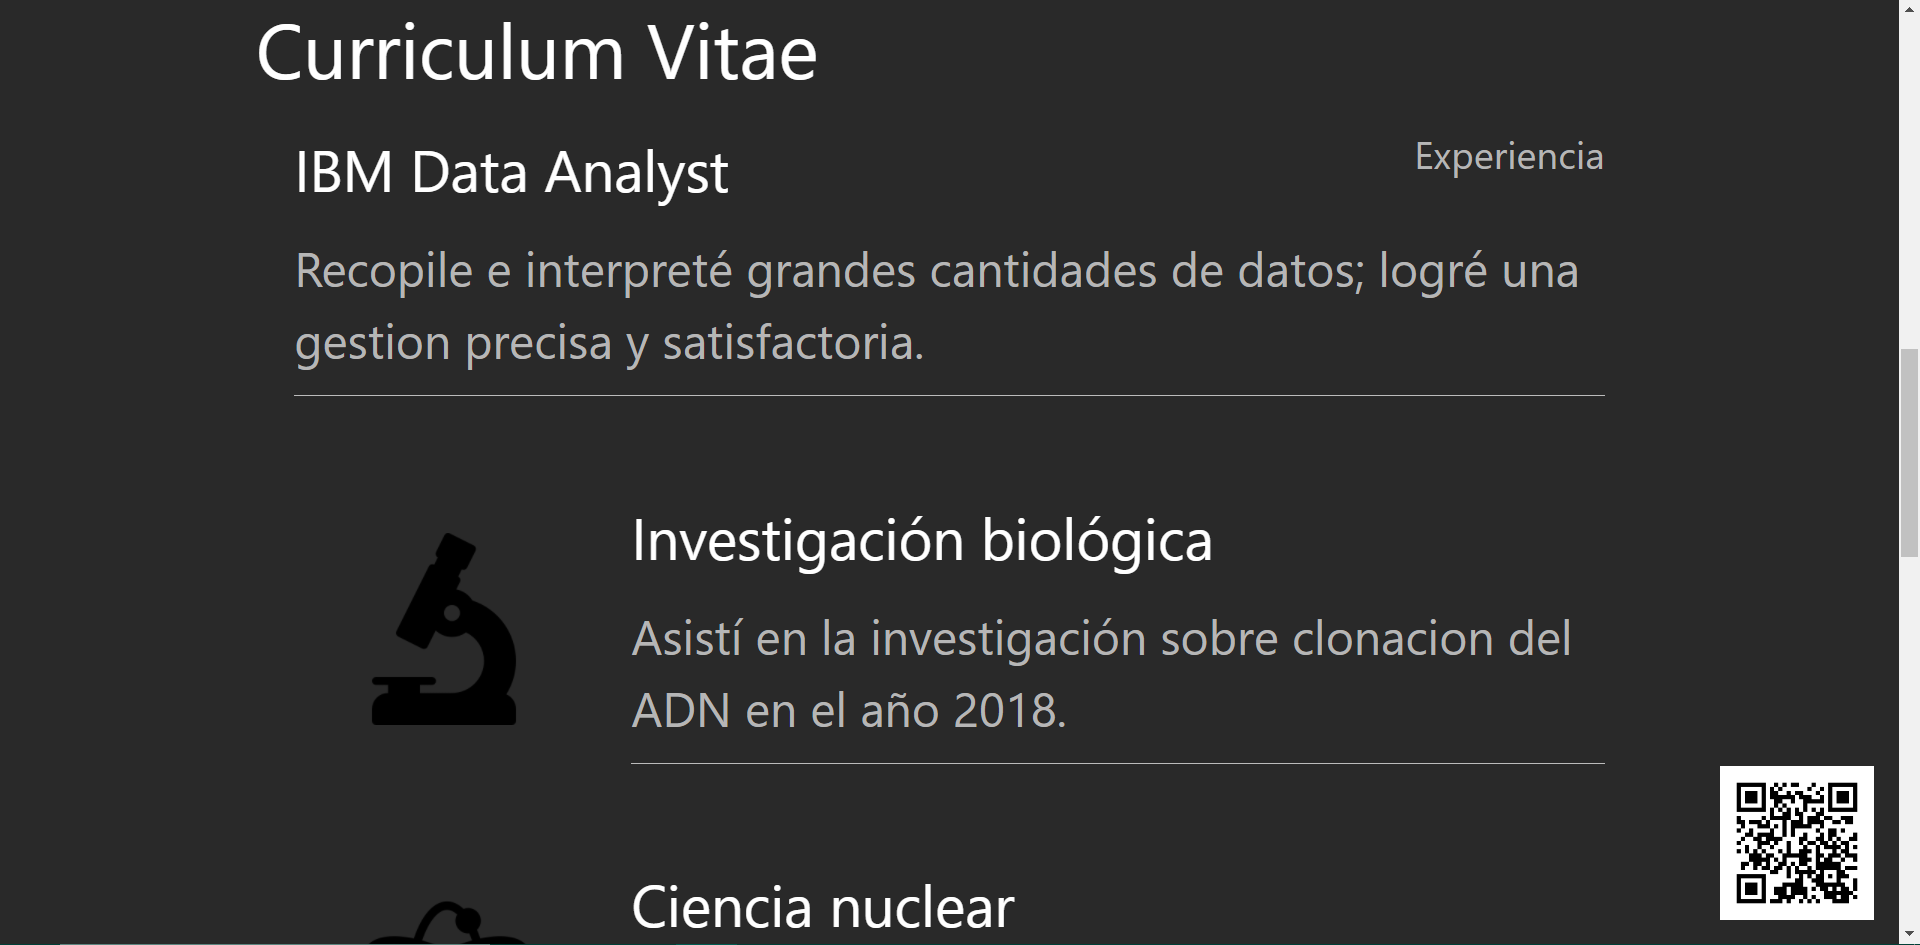 Curriculum Vitae
IBM Data Analyst
Experiencia
Recopile e interpreté grandes cantidades de datos; logré una
gestion precisa y satisfactoria.
Investigación biológica
Asistí en la investigación sobre clonacion del
ADN en el año 2018.
Ciencia nuclear